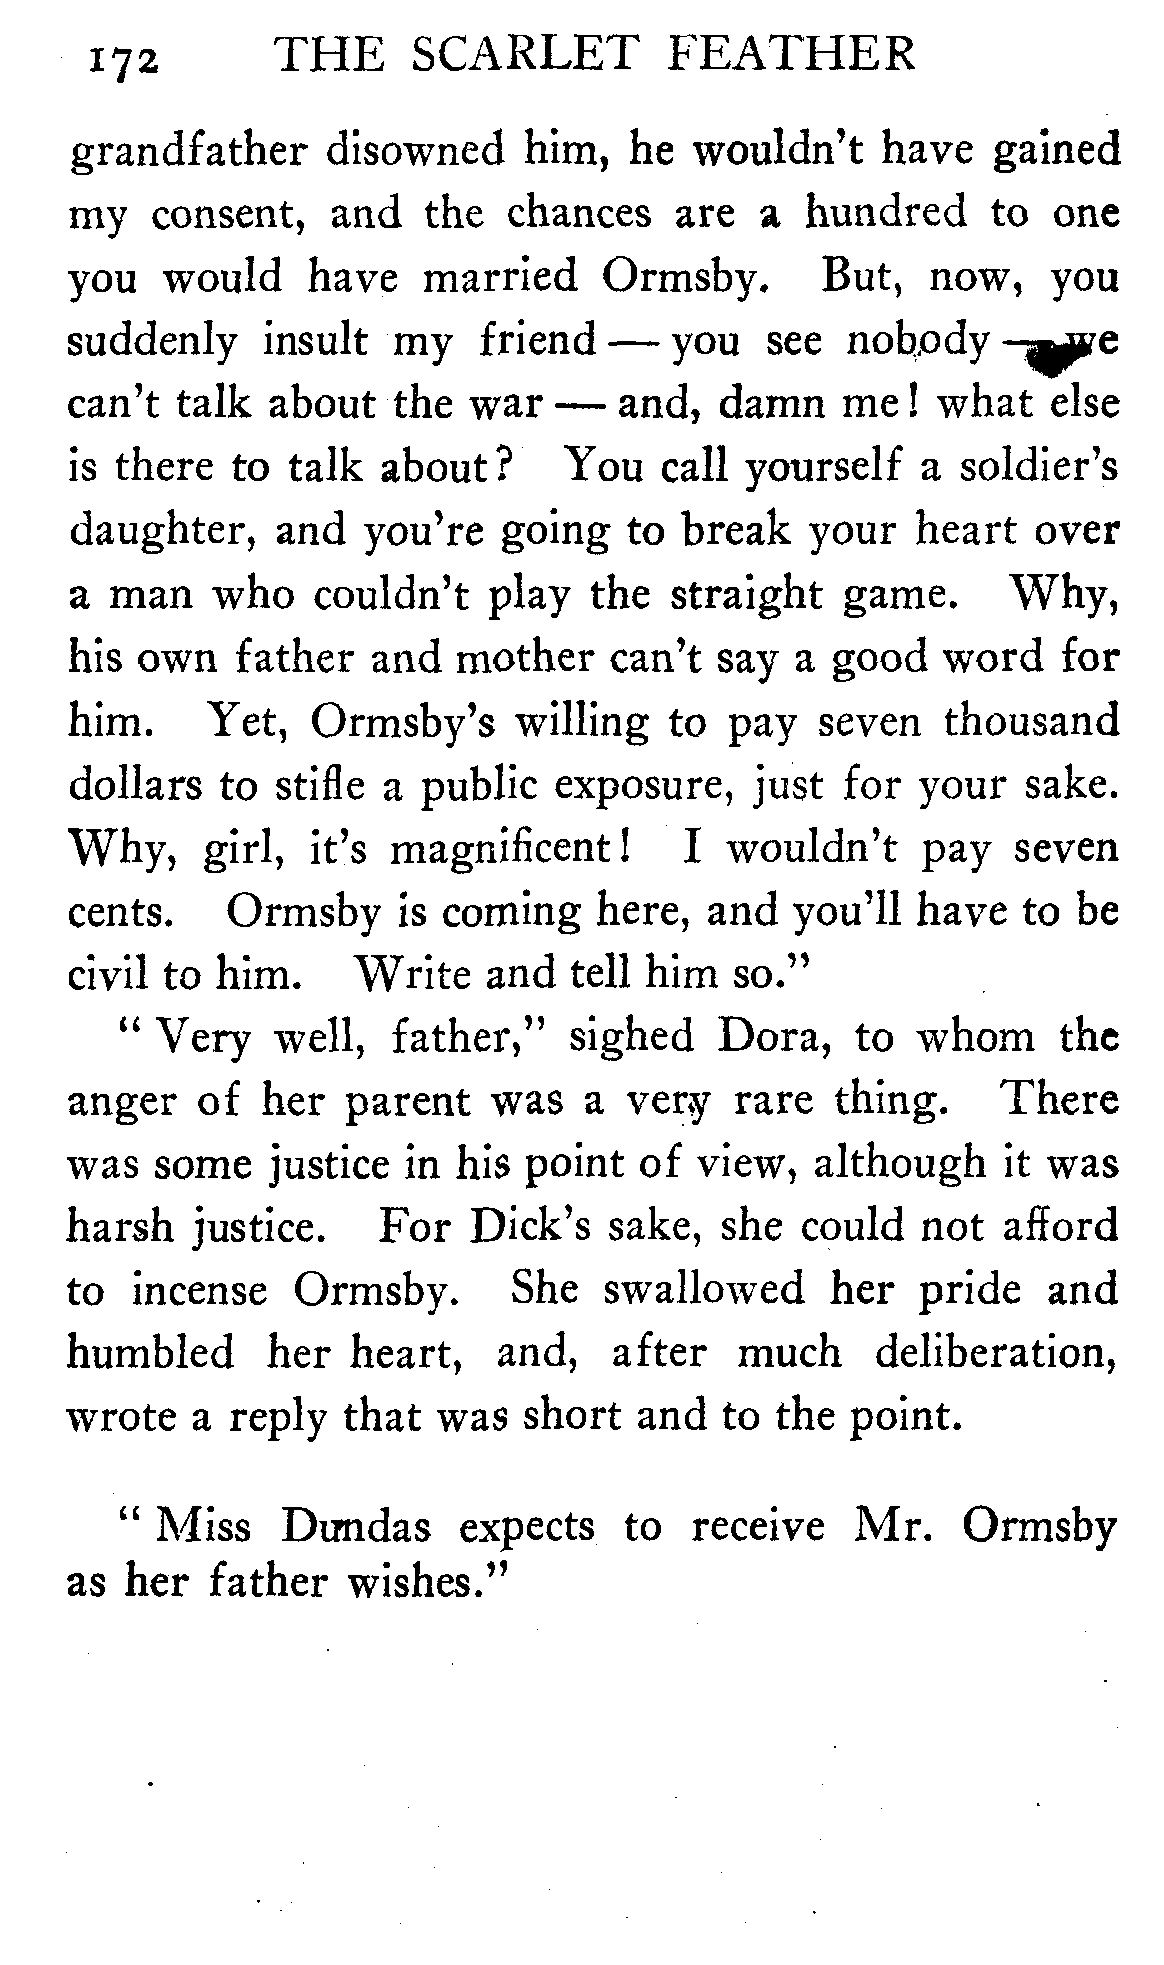 172 THE SCARLET FEATHER
grandfather disowned him, he wouldn't have gained
my consent, and the chances are a hundred to one
you would have married Ormsby. But, now, you
suddenly insult my friend — you see nobody — we
can't talk about the war — and, damn me! what else
is there to talk about? You call yourself a soldier's
daughter, and you're going to break your heart over
a man who couldn't play the straight game. Why,
his own father and mother can't say a good word for
him. Yet, Ormsby's willing to pay seven thousand
dollars to stifle a public exposure, just for your sake.
Why, girl, it's magnificent! I wouldn't pay seven
cents. Ormsby is coming here, and you'll have to be
civil to him. Write and tell him so."
"Very well, father," sighed Dora, to whom the
anger of her parent was a very rare thing. There
was some justice in his point of view, although it was
harsh justice. For Dick's sake, she could not afford
to incense Ormsby. She swallowed her pride and
humbled her heart, and, after much deliberation,
wrote a reply that was short and to the point.
"Miss Dundas expects to receive Mr. Ormsby
as her father wishes."